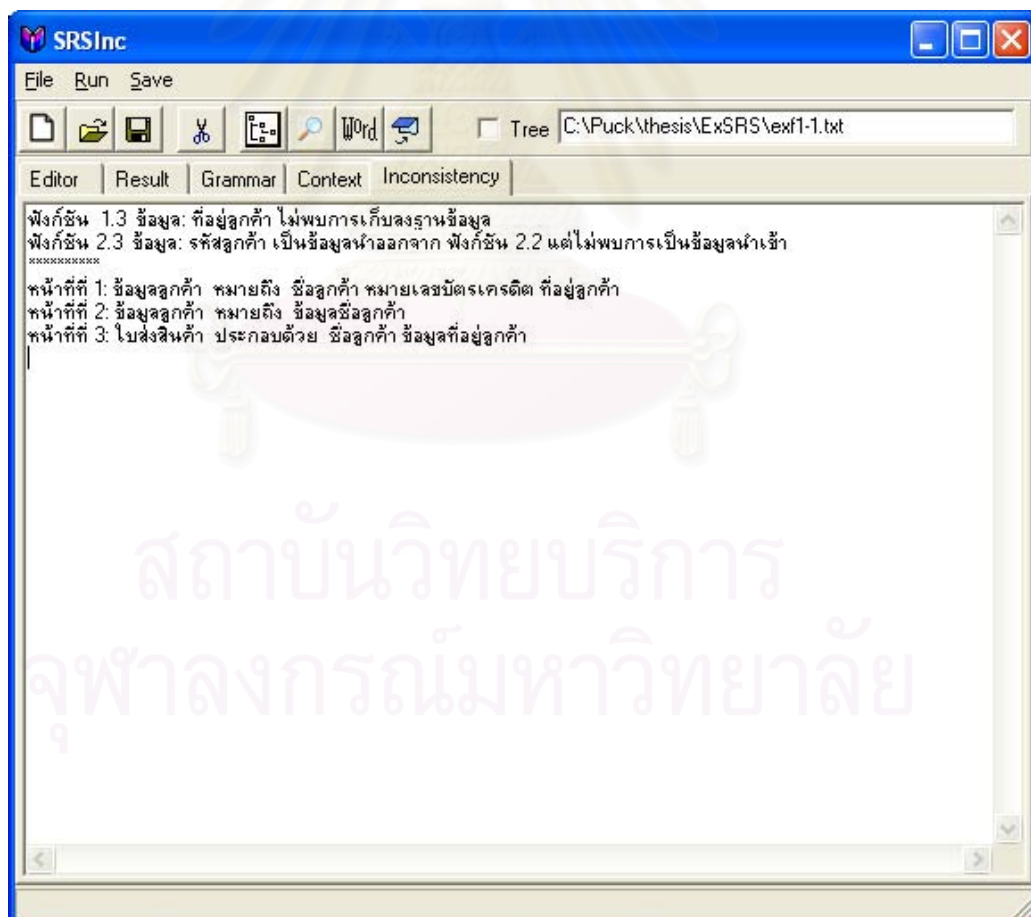 SRSInc
File Run Save
Word Tree C:\Puck\thesis\ExSRS\exf1-1.txt
Editor Result Grammar Context Inconsistency
ฟังก์ชัน 1.3 ข้อมูล: ที่อยู่ลูกค้า ไม่พบการเก็บลงฐานข้อมูล
ฟังก์ชัน 2.3 ข้อมูล: รหัสลูกค้า เป็นข้อมูลนำออกจาก ฟังก์ชัน 2.2 แต่ไม่พบการเป็นข้อมูลนำเข้า
**********
หน้าที่ที่ 1: ข้อมูลลูกค้า หมายถึง ชื่อลูกค้า หมายเลขบัตรเครดิต ที่อยู่ลูกค้า
หน้าที่ที่ 2: ข้อมูลลูกค้า หมายถึง ข้อมูลชื่อลูกค้า
หน้าที่ที่ 3: ใบส่งสินค้า ประกอบด้วย ชื่อลูกค้า ข้อมูลที่อยู่ลูกค้า
สถาบันวิทยบริการ
จุฬาลงกรณ์มหาวิทยาลัย